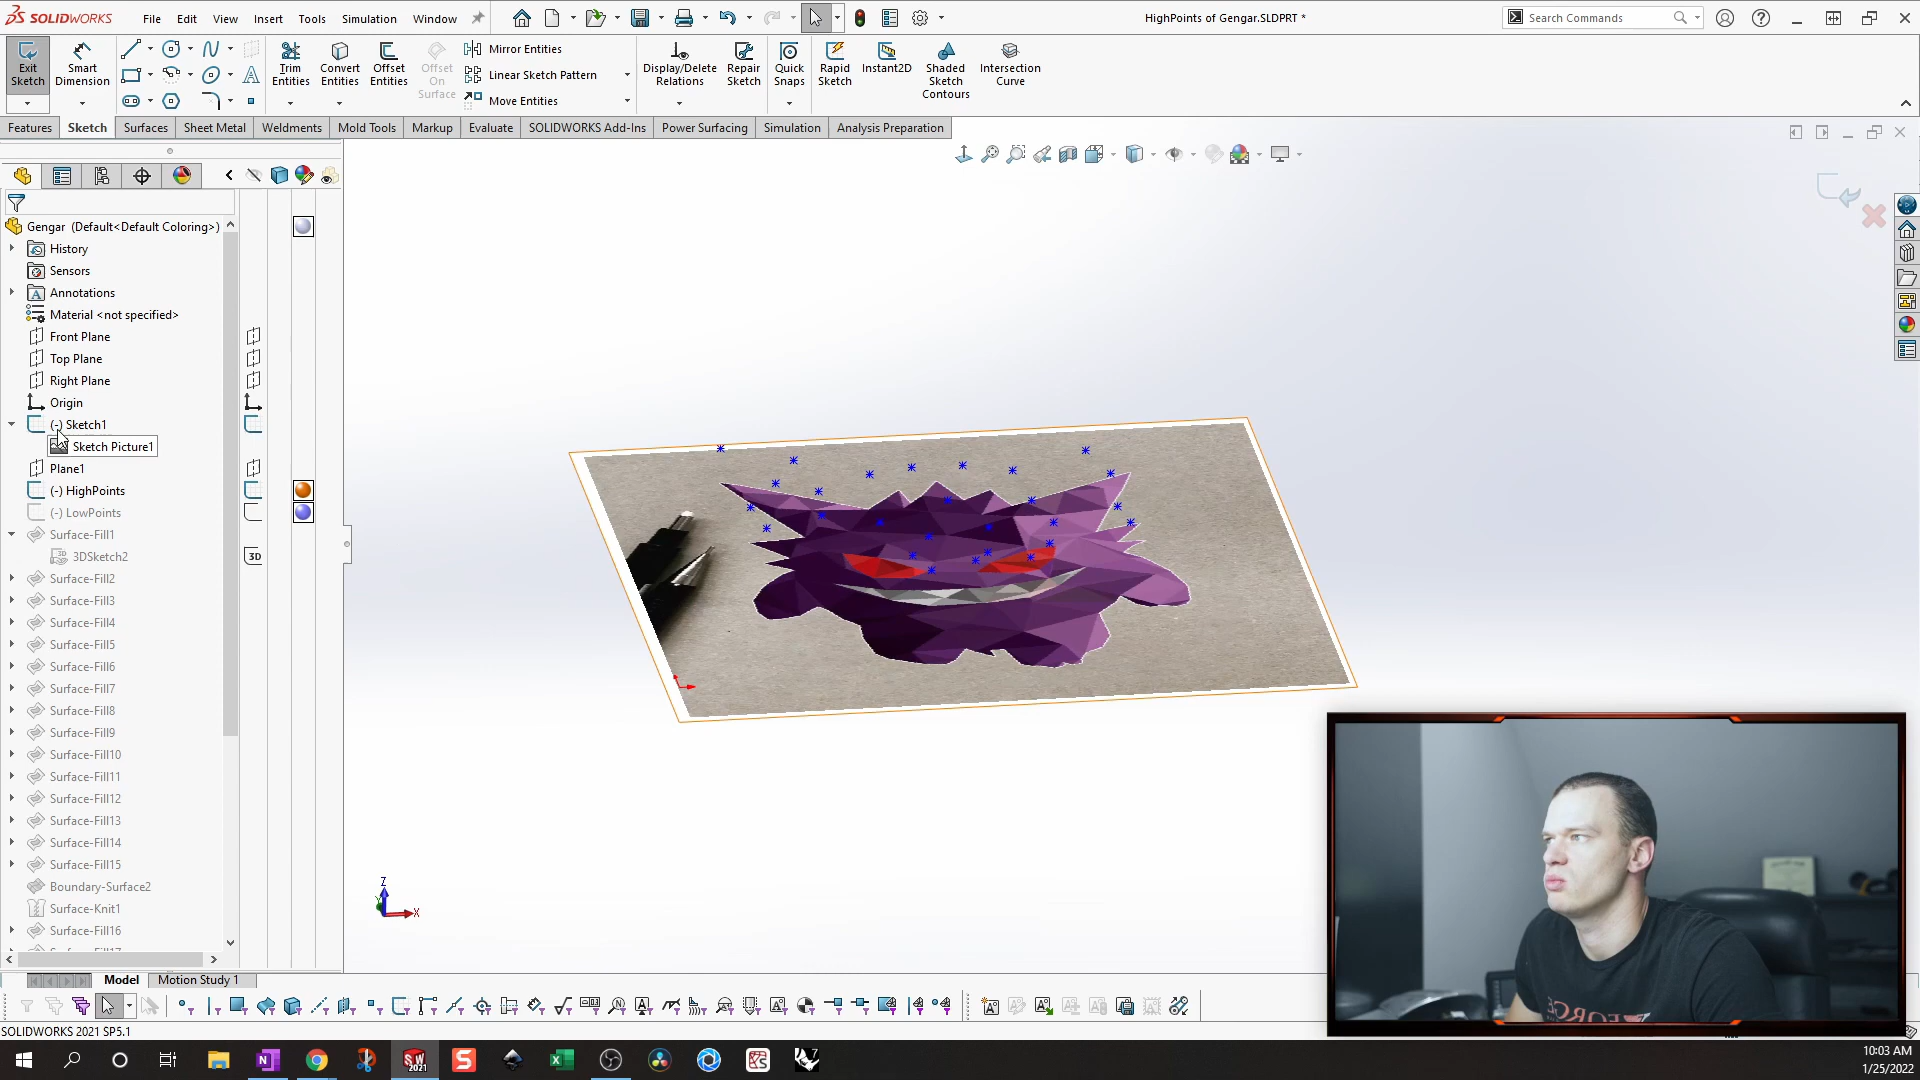 SOLIDWORKS
File Edit View Insert Tools Simulation Window
HighPoints of Gengar.SLDPRT *
Search Commands
Exit Sketch
Smart Dimension
Trim Entities
Convert Entities
Offset Entities
Offset On Surface
Mirror Entities
Linear Sketch Pattern
Move Entities
Display/Delete Relations
Repair Sketch
Quick Snaps
Rapid Sketch
Instant2D
Shaded Sketch Contours
Intersection Curve
Features Sketch Surfaces Sheet Metal Weldments Mold Tools Markup Evaluate SOLIDWORKS Add-Ins Power Surfacing Simulation Analysis Preparation
Gengar (Default<Default Coloring>)
History
Sensors
Annotations
Material <not specified>
Front Plane
Top Plane
Right Plane
Origin
(-) Sketch1
Sketch Picture1
Plane1
(-) HighPoints
(-) LowPoints
Surface-Fill1
3DSketch2
3D
Surface-Fill2
Surface-Fill3
Surface-Fill4
Surface-Fill5
Surface-Fill6
Surface-Fill7
Surface-Fill8
Surface-Fill9
Surface-Fill10
Surface-Fill11
Surface-Fill12
Surface-Fill13
Surface-Fill14
Surface-Fill15
Boundary-Surface2
Surface-Knit1
Surface-Fill16
Z
X
Model Motion Study 1
SOLIDWORKS 2021 SP5.1
10:03 AM
1/25/2022